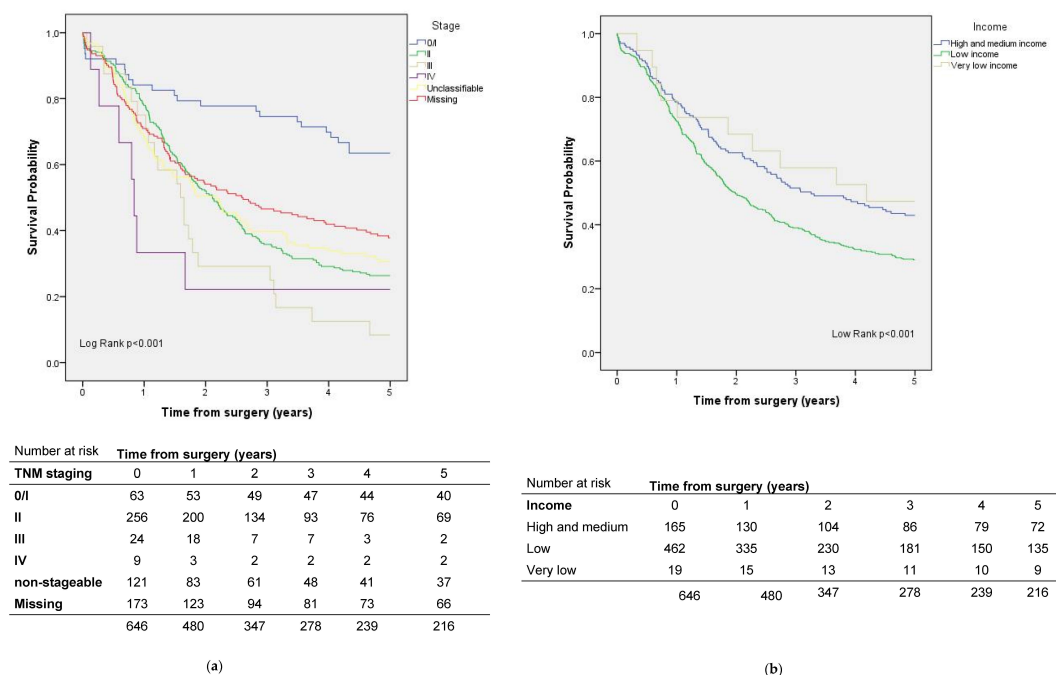 Stage
0/I
II
III
IV
Unclassifiable
Missing
1,0
0,8
0,6
0,4
0,2
0,0
Survival Probability
Log Rank p<0.001
0 1 2 3 4 5
Time from surgery (years)
Number at risk Time from surgery (years)
TNM staging 0 1 2 3 4 5
0/I 63 53 49 47 44 40
II 256 200 134 93 76 69
III 24 18 7 7 3 2
IV 9 3 2 2 2 2
non-stageable 121 83 61 48 41 37
Missing 173 123 94 81 73 66
646 480 347 278 239 216
(a)
Income
High and medium income
Low income
Very low income
1,0
0,8
0,6
0,4
0,2
0,0
Survival Probability
Low Rank p<0.001
0 1 2 3 4 5
Time from surgery (years)
Number at risk Time from surgery (years)
Income 0 1 2 3 4 5
High and medium 165 130 104 86 79 72
Low 462 335 230 181 150 135
Very low 19 15 13 11 10 9
646 480 347 278 239 216
(b)